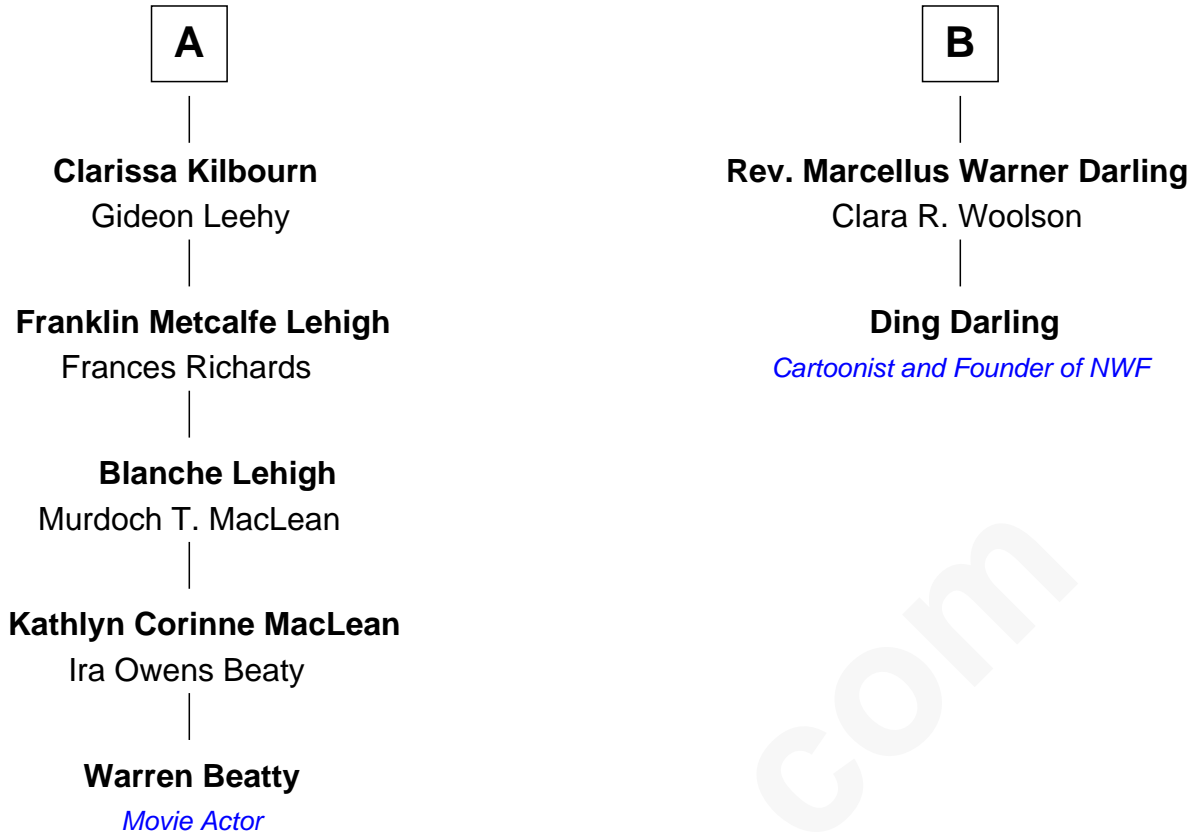 A
Clarissa Kilbourn
Gideon Leehy
Franklin Metcalfe Lehigh
Frances Richards
Blanche Lehigh
Murdoch T. MacLean
Kathlyn Corinne MacLean
Ira Owens Beaty
Warren Beatty
Movie Actor
B
Rev. Marcellus Warner Darling
Clara R. Woolson
Ding Darling
Cartoonist and Founder of NWF
com